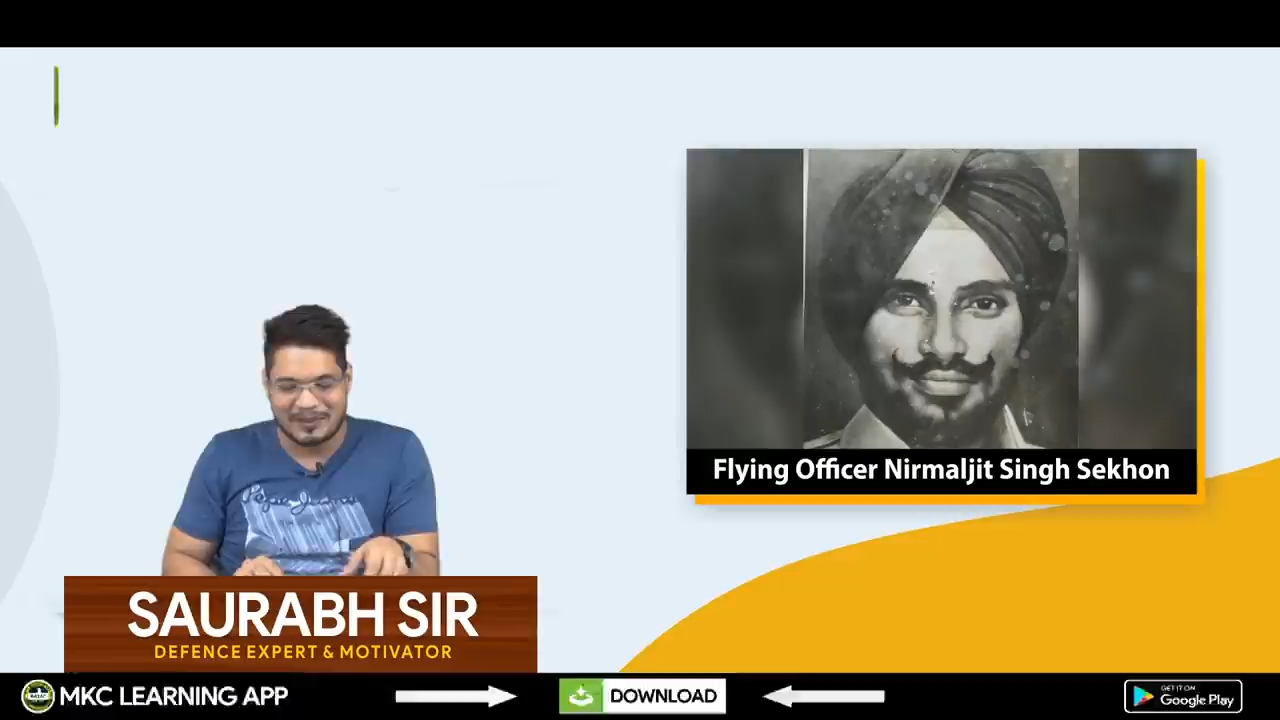 Flying Officer Nirmaljit Singh Sekhon
SAURABH SIR
DEFENCE EXPERT & MOTIVATOR
MKC LEARNING APP
DOWNLOAD
GET IT ON
Google Play